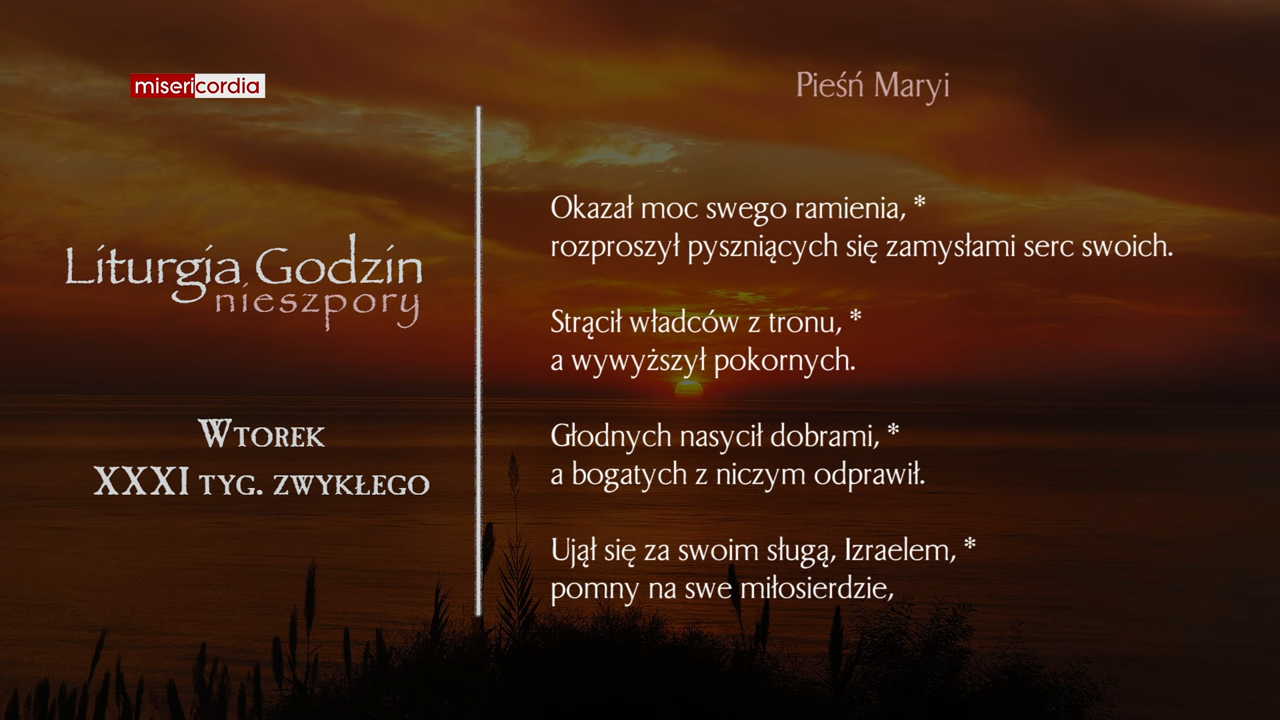 misericordia
Liturgia Godzin
nieszpory
Wtorek
XXXI tyg. zwykłego
Pieśń Maryi
Okazał moc swego ramienia, *
rozproszył pyszniących się zamysłami serc swoich.
Strącił władców z tronu, *
a wywyższył pokornych.
Głodnych nasycił dobrami, *
a bogatych z niczym odprawił.
Ujął się za swoim sługą, Izraelem, *
pomny na swe miłosierdzie,